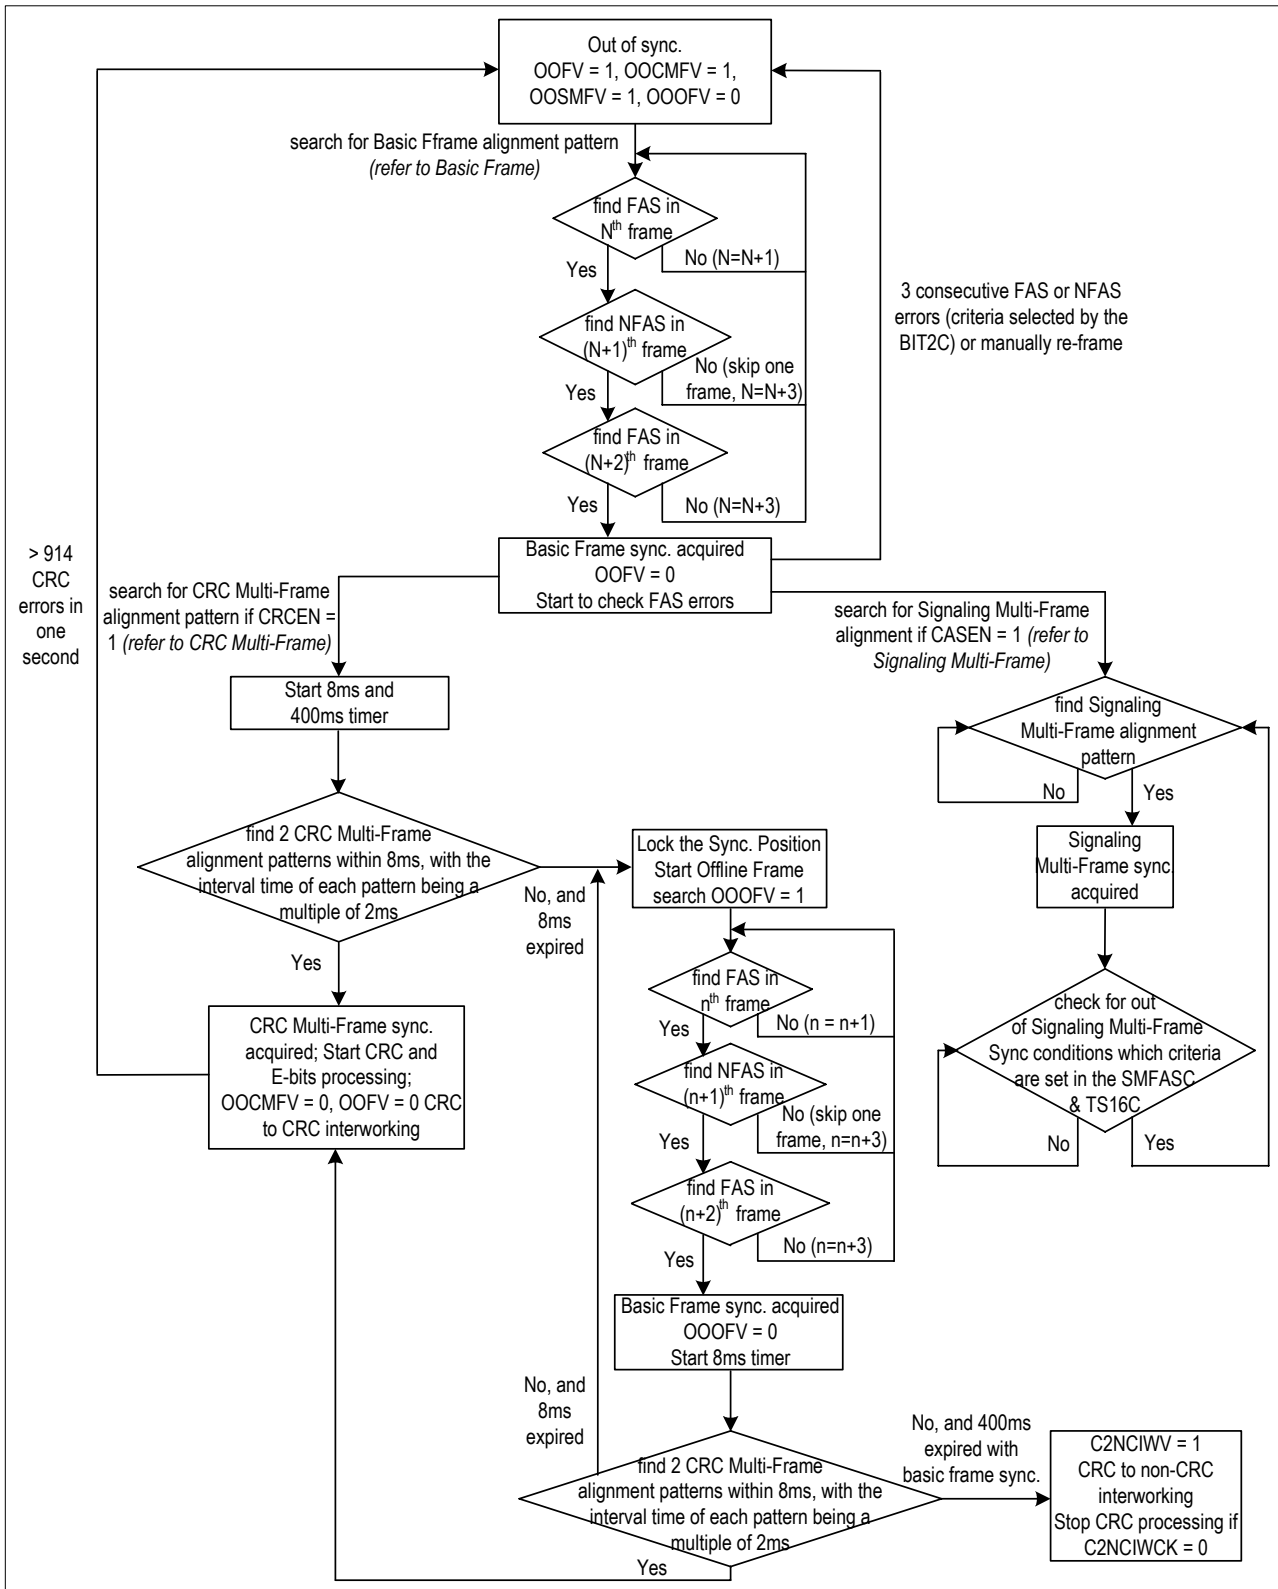 Out of sync.
OOFV = 1, OOCMFV = 1,
OOSMFV = 1, OOOFV = 0
search for Basic Fframe alignment pattern
(refer to Basic Frame)
find FAS in
Nth frame
No (N=N+1)
Yes
find NFAS in
(N+1)th frame
No (skip one
frame, N=N+3)
Yes
find FAS in
(N+2)th frame
No (N=N+3)
Yes
3 consecutive FAS or NFAS
errors (criteria selected by the
BIT2C) or manually re-frame
Basic Frame sync. acquired
OOFV = 0
Start to check FAS errors
> 914
CRC
errors in
one
second
search for CRC Multi-Frame
alignment pattern if CRCEN =
1 (refer to CRC Multi-Frame)
search for Signaling Multi-Frame
alignment if CASEN = 1 (refer to
Signaling Multi-Frame)
Start 8ms and
400ms timer
find Signaling
Multi-Frame alignment
pattern
No
Yes
find 2 CRC Multi-Frame
alignment patterns within 8ms, with the
interval time of each pattern being a
multiple of 2ms
No, and
8ms
expired
Yes
Lock the Sync. Position
Start Offline Frame
search OOOFV = 1
Signaling
Multi-Frame sync.
acquired
find FAS in
nth frame
No (n = n+1)
Yes
find NFAS in
(n+1)th frame
No (skip one
frame, n=n+3)
Yes
find FAS in
(n+2)th frame
No (n=n+3)
Yes
check for out
of Signaling Multi-Frame
Sync conditions which criteria
are set in the SMFASC
& TS16C
No
Yes
CRC Multi-Frame sync.
acquired; Start CRC and
E-bits processing;
OOCMFV = 0, OOFV = 0 CRC
to CRC interworking
Basic Frame sync. acquired
OOOFV = 0
Start 8ms timer
No, and
8ms
expired
find 2 CRC Multi-Frame
alignment patterns within 8ms, with the
interval time of each pattern being a
multiple of 2ms
Yes
No, and 400ms
expired with
basic frame sync.
C2NCIWV = 1
CRC to non-CRC
interworking
Stop CRC processing if
C2NCIWCK = 0